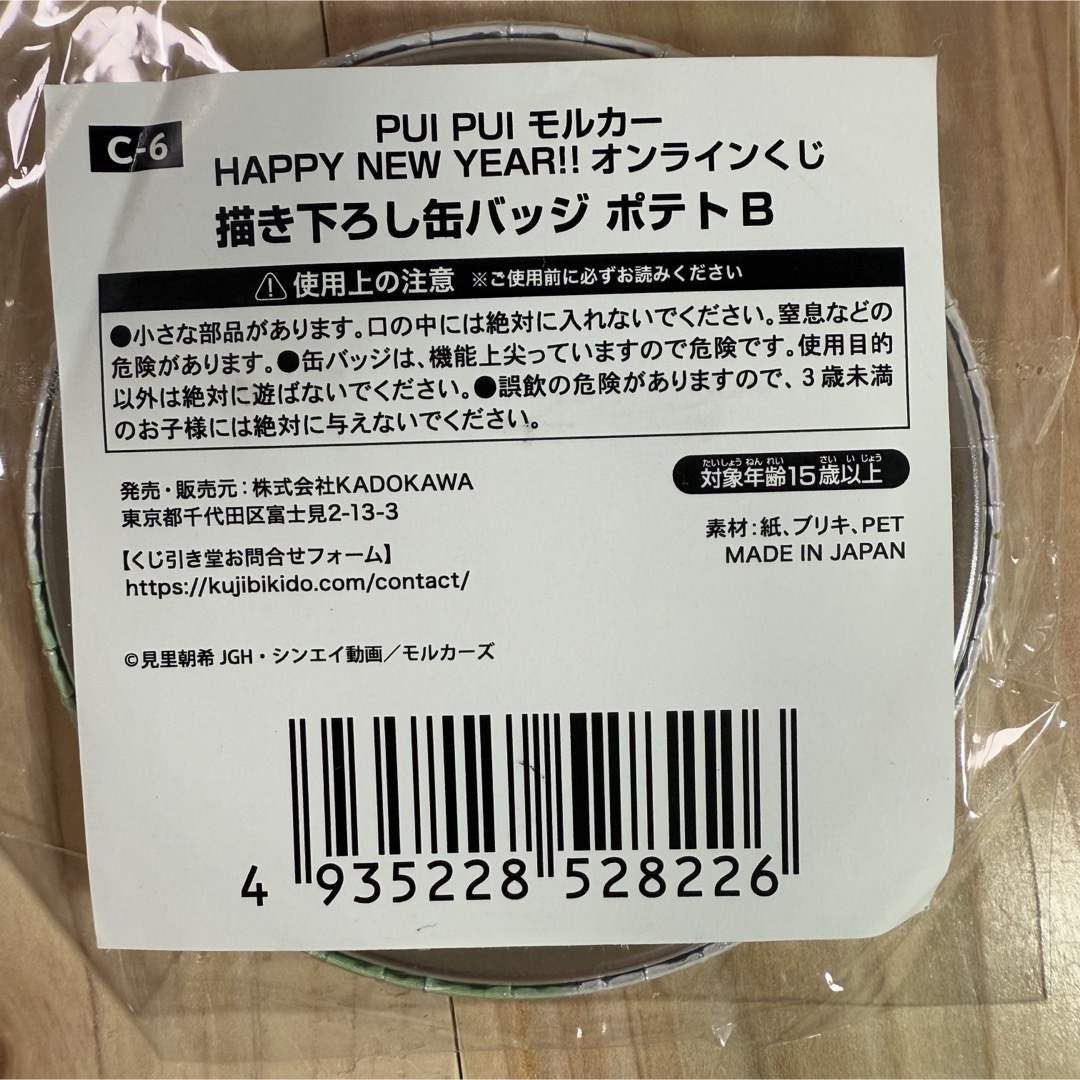 C-6
PUI PUI モルカー
HAPPY NEW YEAR!! オンラインくじ
描き下ろし缶バッジ ポテト B
⚠使用上の注意 ※ご使用前に必ずお読みください
●小さな部品があります。口の中には絶対に入れないでください。窒息などの
危険があります。●缶バッジは、機能上尖っていますので危険です。使用目的
以外は絶対に遊ばないでください。●誤飲の危険がありますので、3歳未満
のお子様には絶対に与えないでください。
発売・販売元:株式会社KADOKAWA
東京都千代田区富士見2-13-3
【くじ引き堂お問合せフォーム】
https://kujibikido.com/contact/
たいしょうねんれい さい いじょう
対象年齢15歳以上
素材:紙、ブリキ、PET
MADE IN JAPAN
©見里朝希 JGH・シンエイ動画/モルカーズ
4 935228 528226